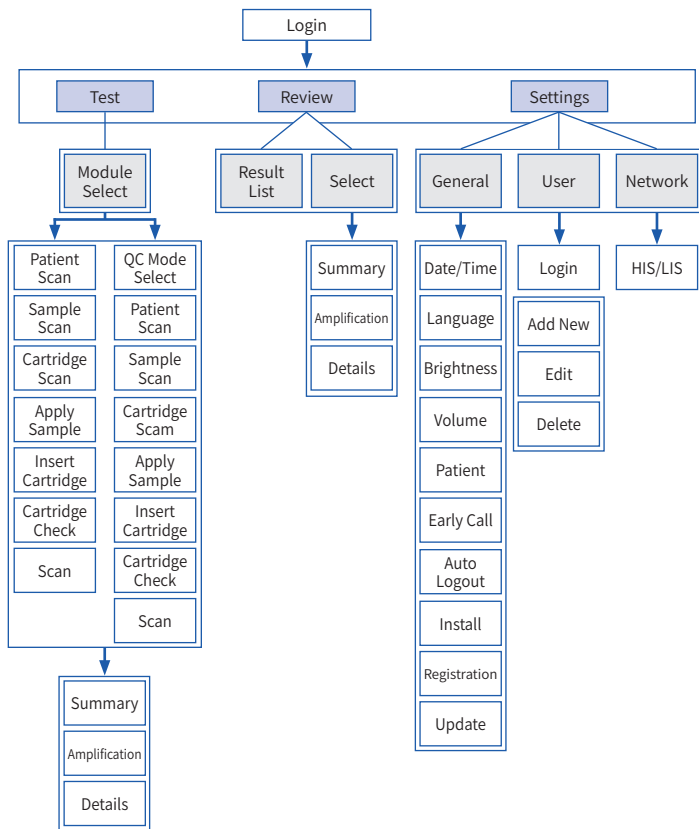 Login
Test
Review
Settings
Module
Select
Result
List
Select
General
User
Network
Patient
Scan
Sample
Scan
Cartridge
Scan
Apply
Sample
Insert
Cartridge
Cartridge
Check
Scan
QC Mode
Select
Patient
Scan
Sample
Scan
Cartridge
Scam
Apply
Sample
Insert
Cartridge
Cartridge
Check
Scan
Summary
Amplification
Details
Summary
Amplification
Details
Date/Time
Language
Brightness
Volume
Patient
Early Call
Auto
Logout
Install
Registration
Update
Login
Add New
Edit
Delete
HIS/LIS